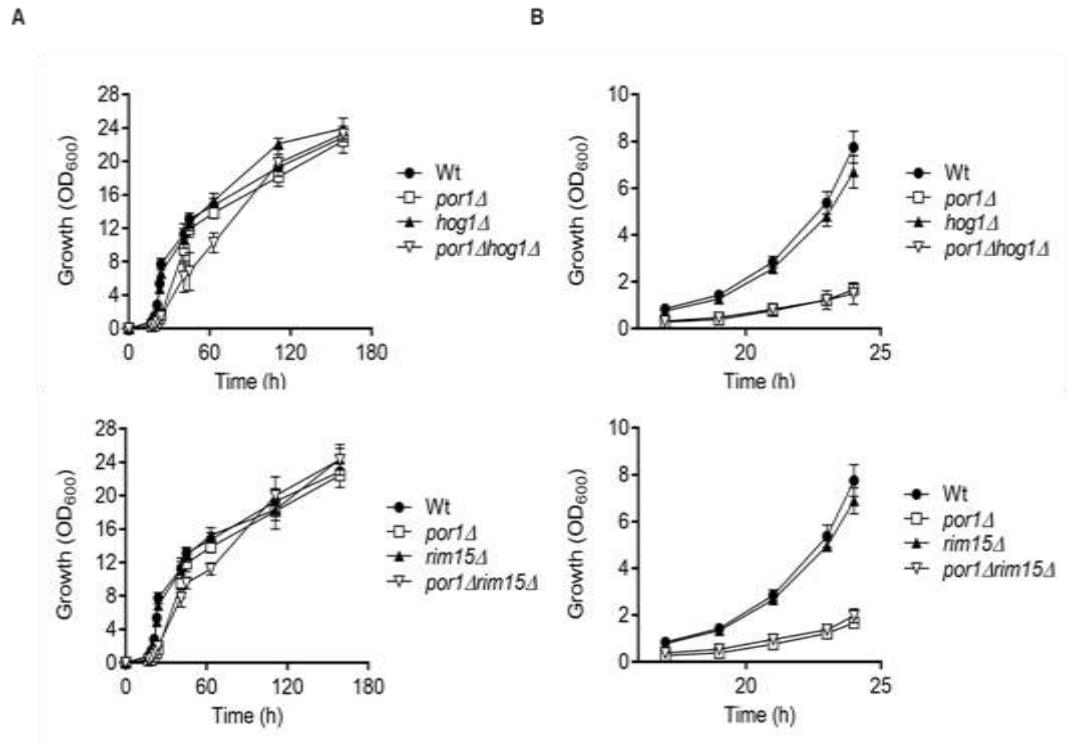 A
B
28
24
20
16
12
8
4
0
Growth (OD600)
0 60 120 180
Time (h)
Wt
por1Δ
hog1Δ
por1Δhog1Δ
10
8
6
4
2
0
Growth (OD600)
20 25
Time (h)
Wt
por1Δ
hog1Δ
por1Δhog1Δ
28
24
20
16
12
8
4
0
Growth (OD600)
0 60 120 180
Time (h)
Wt
por1Δ
rim15Δ
por1Δrim15Δ
10
8
6
4
2
0
Growth (OD600)
20 25
Time (h)
Wt
por1Δ
rim15Δ
por1Δrim15Δ